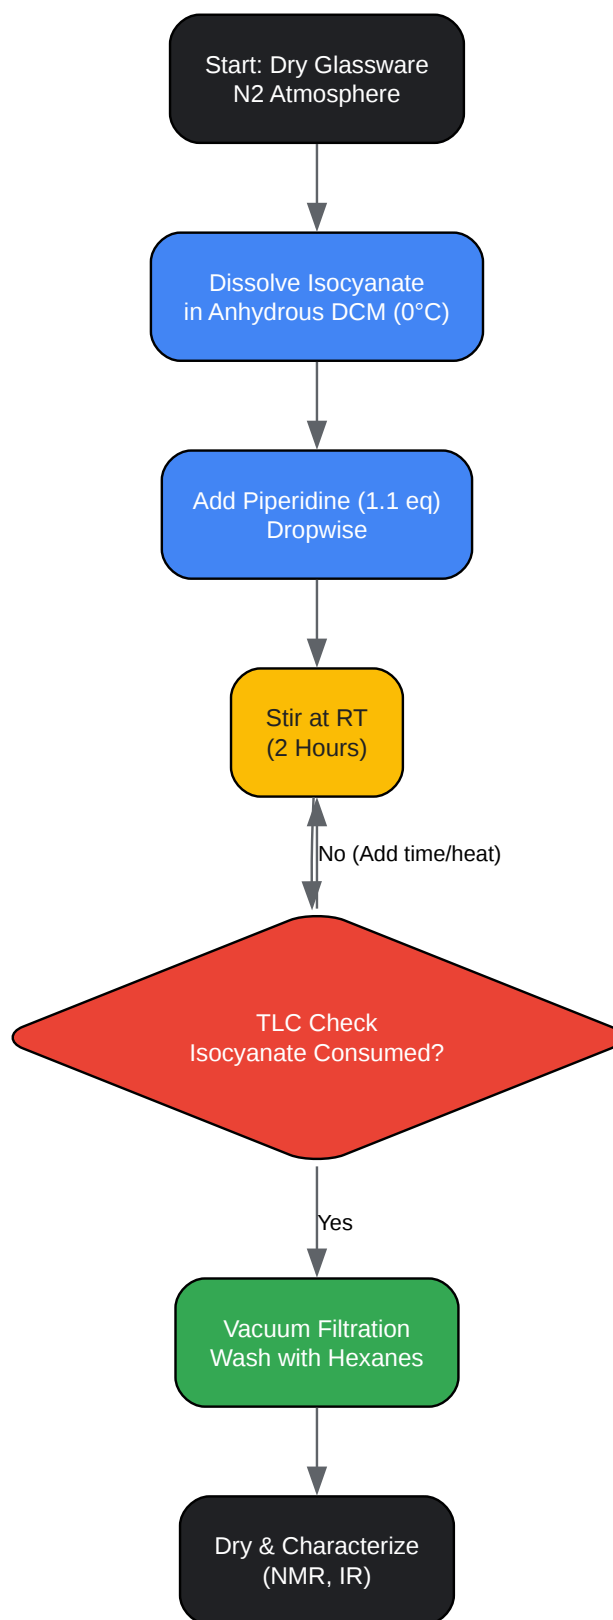 Start: Dry Glassware
N2 Atmosphere
Dissolve Isocyanate
in Anhydrous DCM (0°C)
Add Piperidine (1.1 eq)
Dropwise
Stir at RT
(2 Hours)
No (Add time/heat)
TLC Check
Isocyanate Consumed?
Yes
Vacuum Filtration
Wash with Hexanes
Dry & Characterize
(NMR, IR)